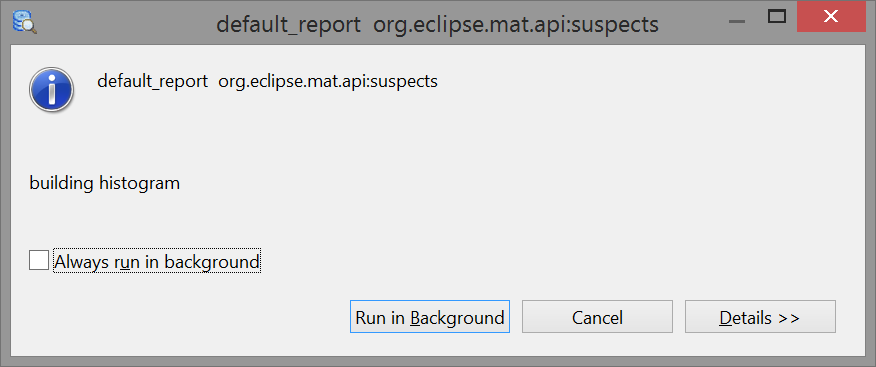 default_report  org.eclipse.mat.api:suspects
default_report  org.eclipse.mat.api:suspects
building histogram
Always run in background
Run in Background
Cancel
Details >>